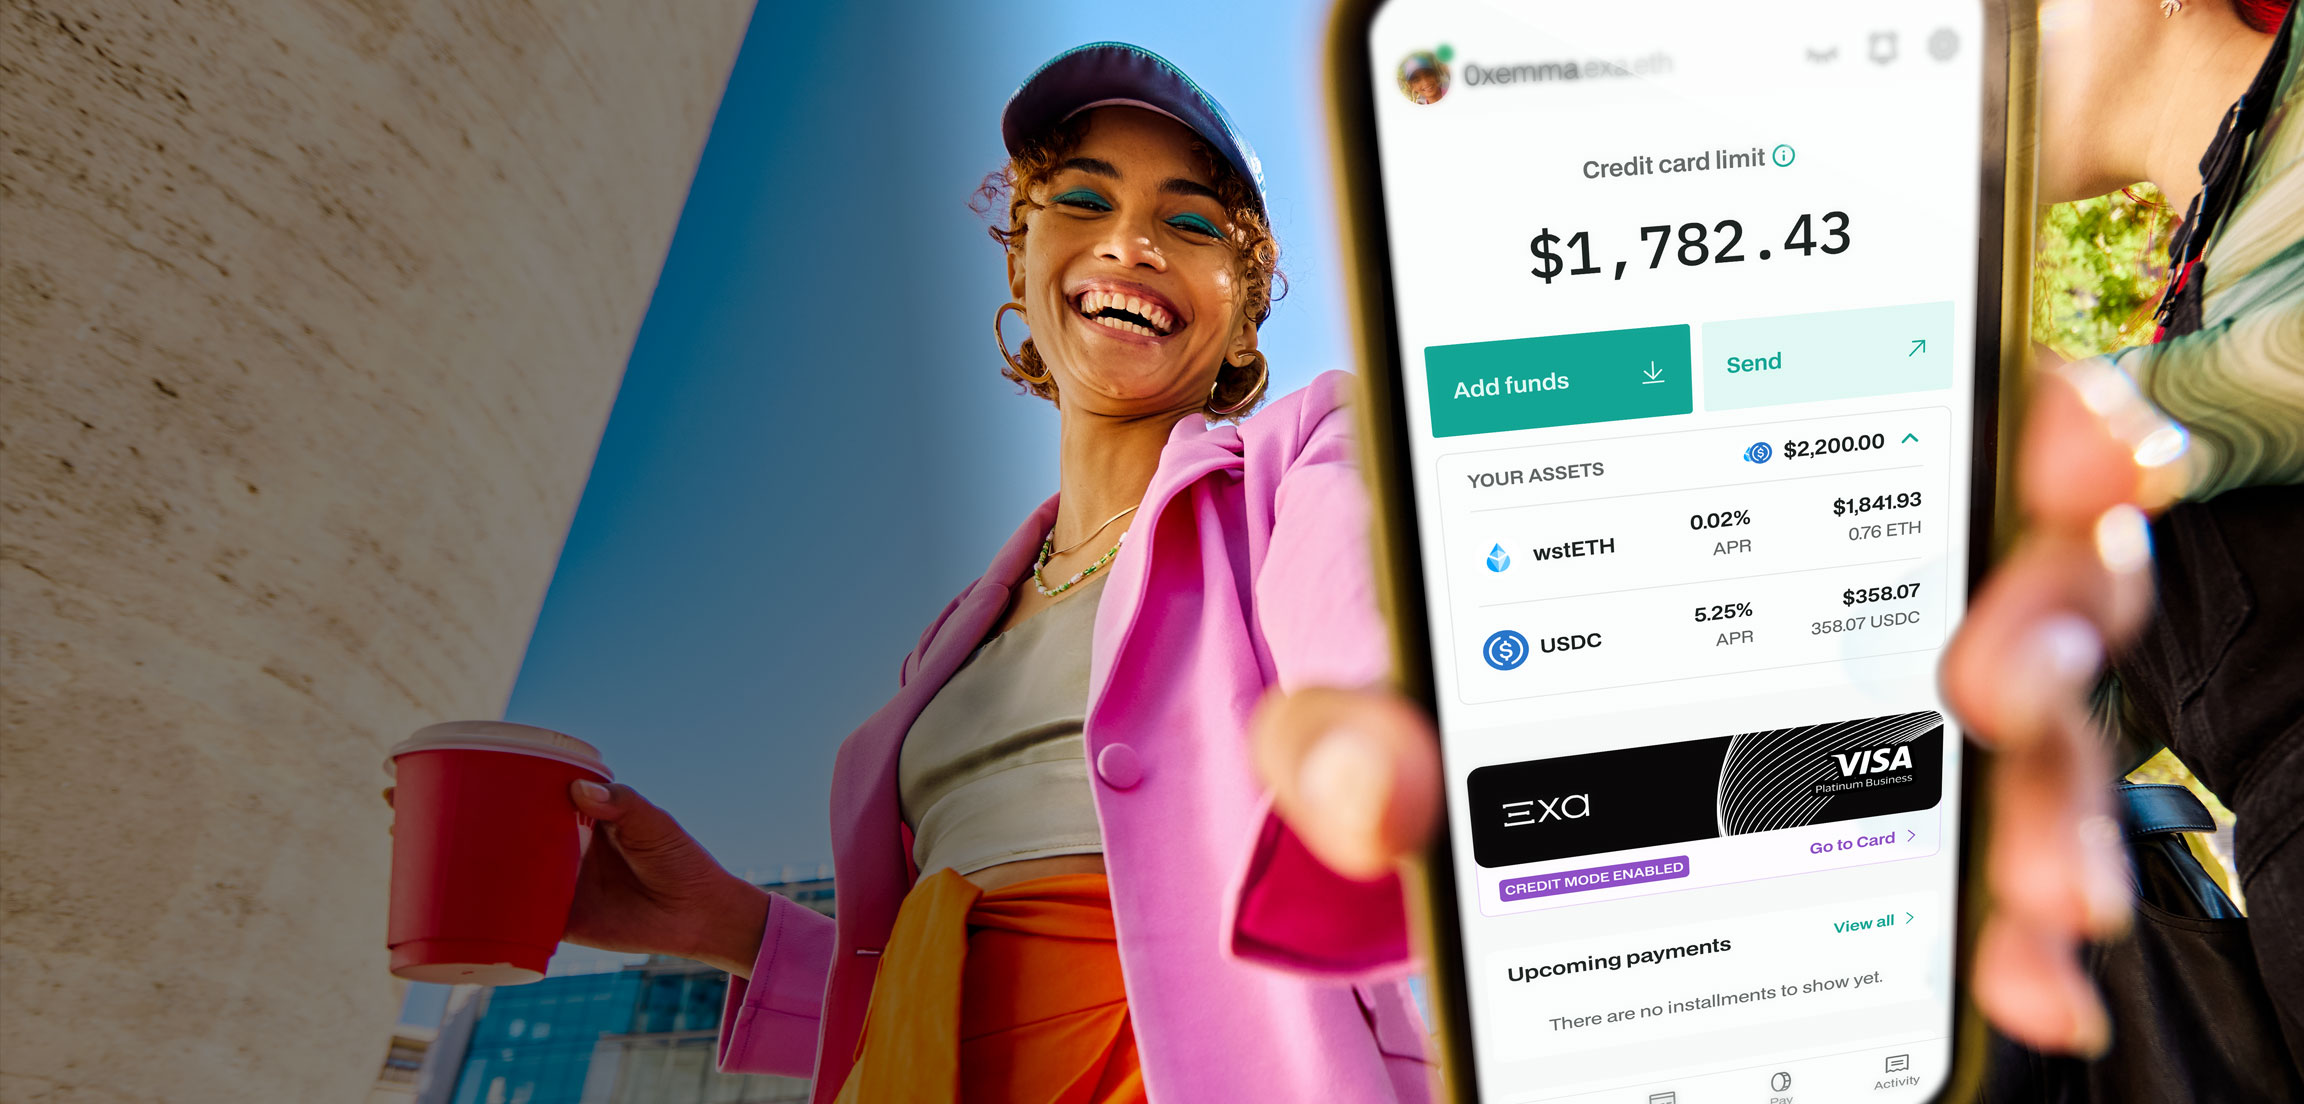 0xemma.exa.eth
Credit card limit
$1,782.43
Add funds
Send
YOUR ASSETS
$2,200.00
wstETH
0.02%
APR
$1,841.93
0.76 ETH
USDC
5.25%
APR
$358.07
358.07 USDC
exa
VISA
Platinum Business
CREDIT MODE ENABLED
Go to Card
Upcoming payments
View all
There are no installments to show yet.
Pay
Activity